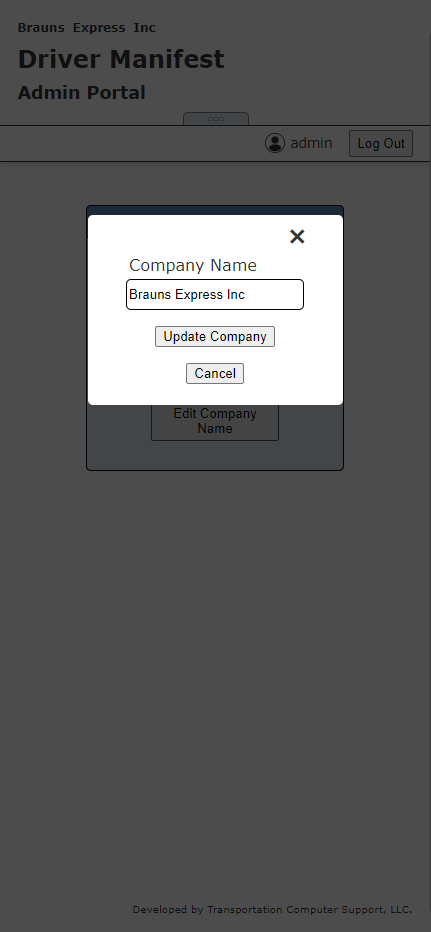 Brauns Express Inc
Driver Manifest
Admin Portal
admin
Log Out
Company Name
Brauns Express Inc
Update Company
Cancel
Edit Company
Name
Developed by Transportation Computer Support, LLC.